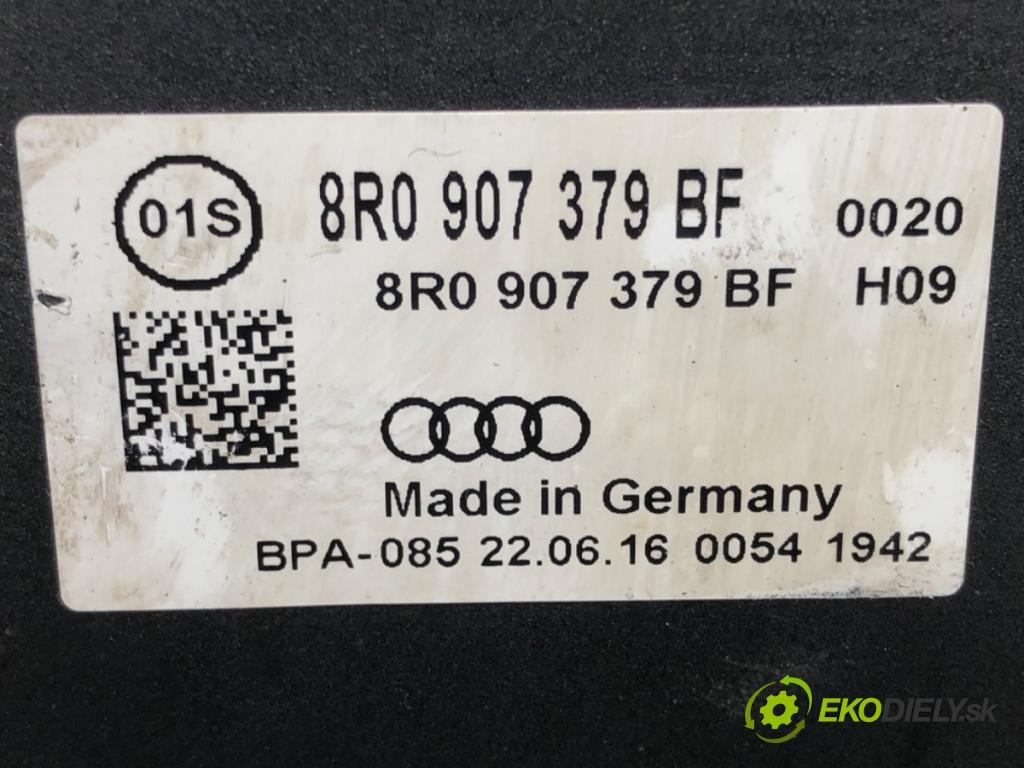 01S 8R0 907 379 BF 0020
8R0 907 379 BF H09
Made in Germany
BPA-085 22.06.16 0054 1942
EKODIELY.sk